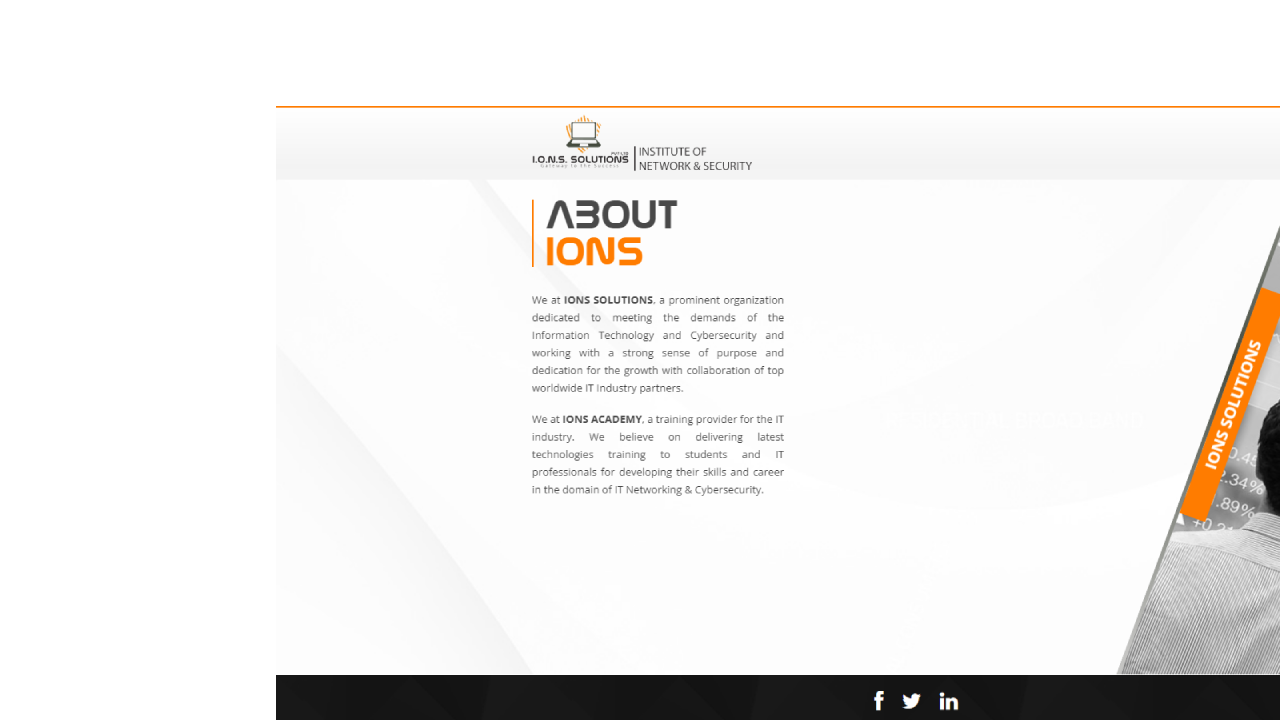 PVT LTD
I.O.N.S. SOLUTIONS
Gateway to the Success
INSTITUTE OF
NETWORK & SECURITY
ABOUT
IONS
We at IONS SOLUTIONS, a prominent organization
dedicated to meeting the demands of the
Information Technology and Cybersecurity and
working with a strong sense of purpose and
dedication for the growth with collaboration of top
worldwide IT Industry partners.
We at IONS ACADEMY, a training provider for the IT
industry. We believe on delivering latest
technologies training to students and IT
professionals for developing their skills and career
in the domain of IT Networking & Cybersecurity.
IONS SOLUTIONS
0.45
2.34%
.89%